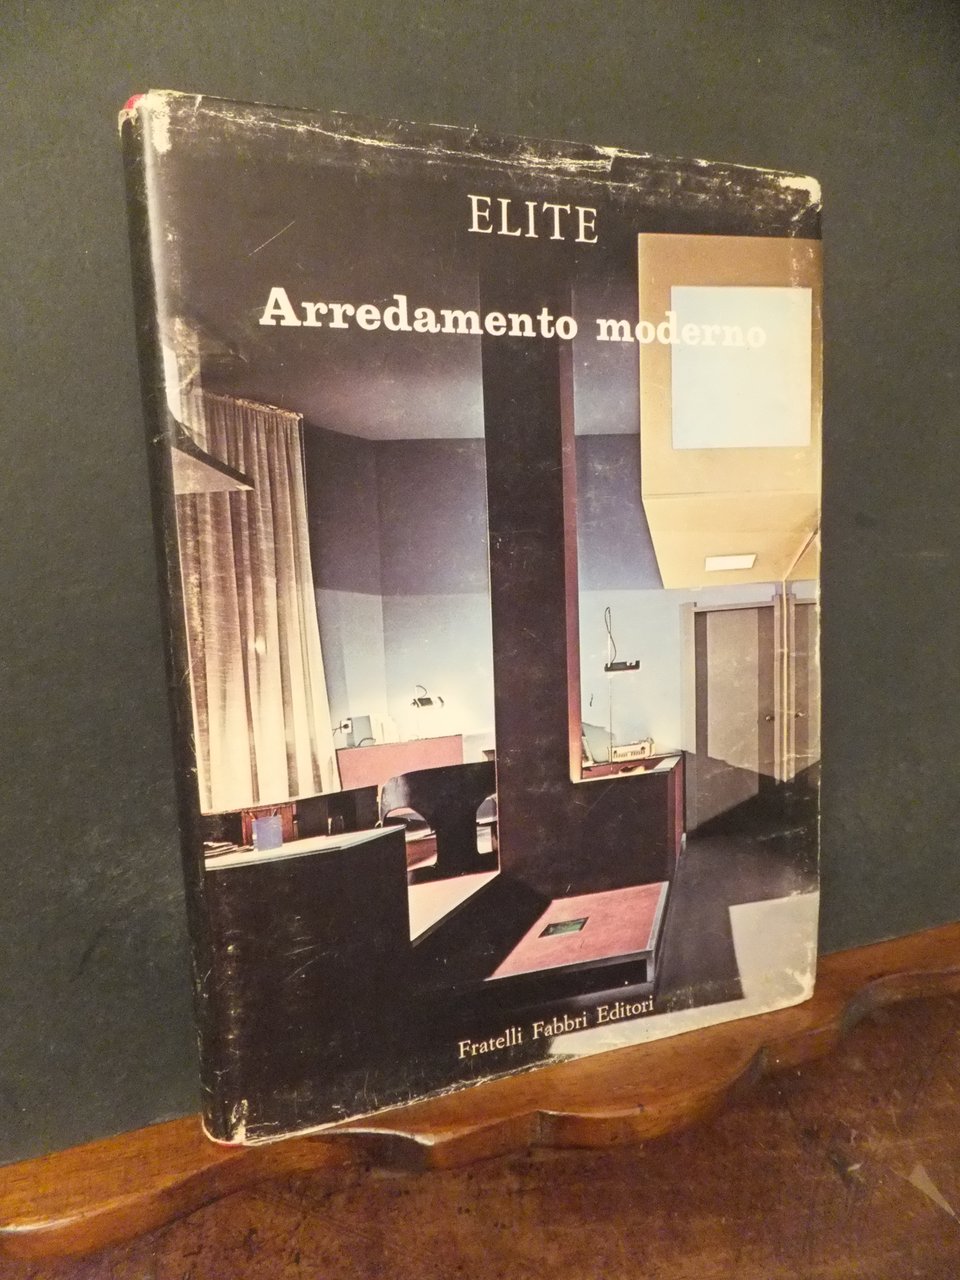 ELITE
Arredamento moderno
Fratelli Fabbri Editori